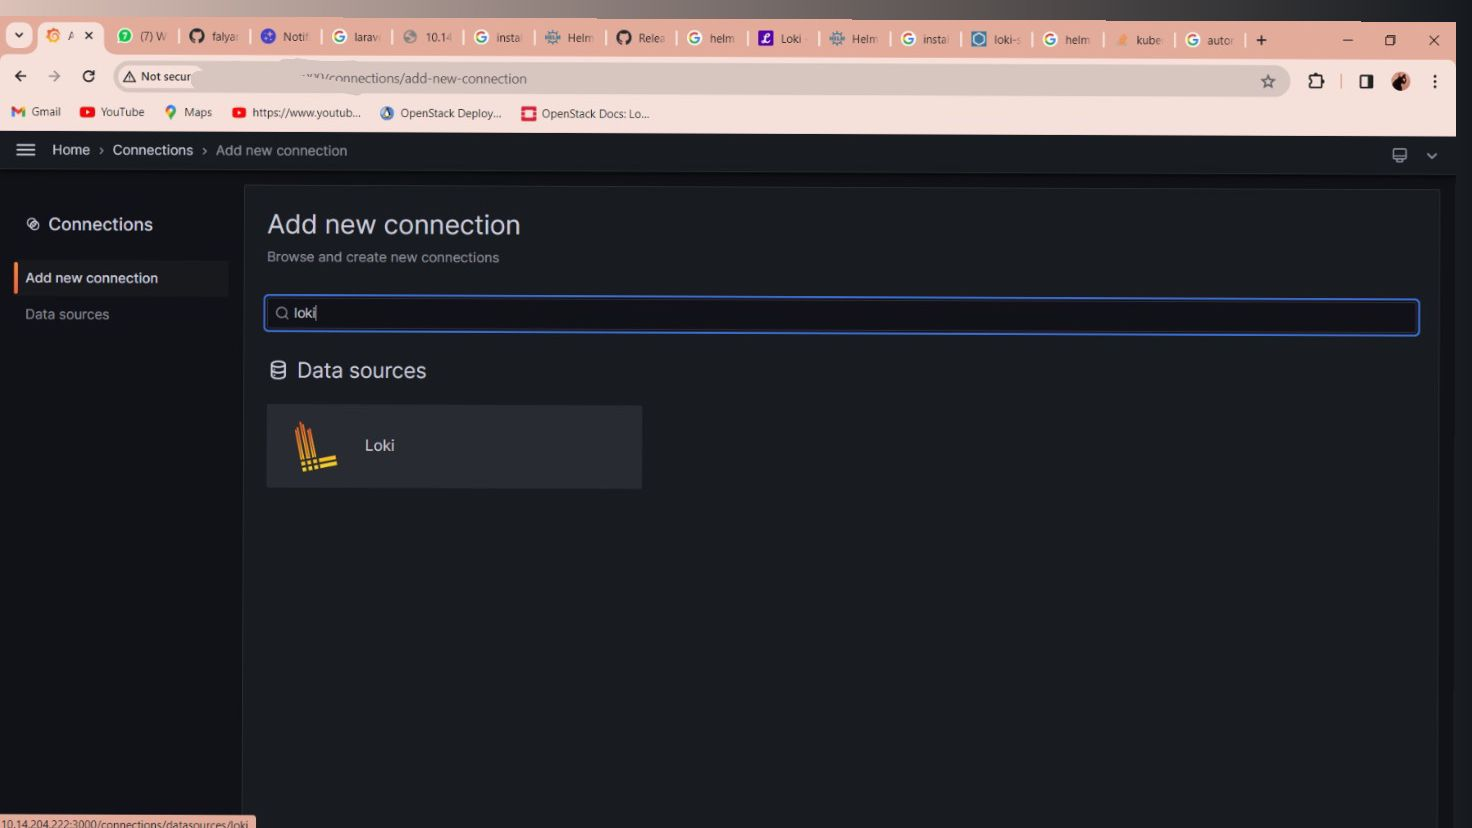 A
(7) W
falyar
Notif
larav
10.14
insta
Helm
Relea
helm
Loki -
Helm
instal
loki-s
helm
kube
autor
Not secur
/connections/add-new-connection
Gmail
YouTube
Maps
https://www.youtub...
OpenStack Deploy...
OpenStack Docs: Lo...
Home › Connections › Add new connection
Connections
Add new connection
Data sources
Add new connection
Browse and create new connections
loki
Data sources
Loki
10.14.204.222:3000/connections/datasources/loki